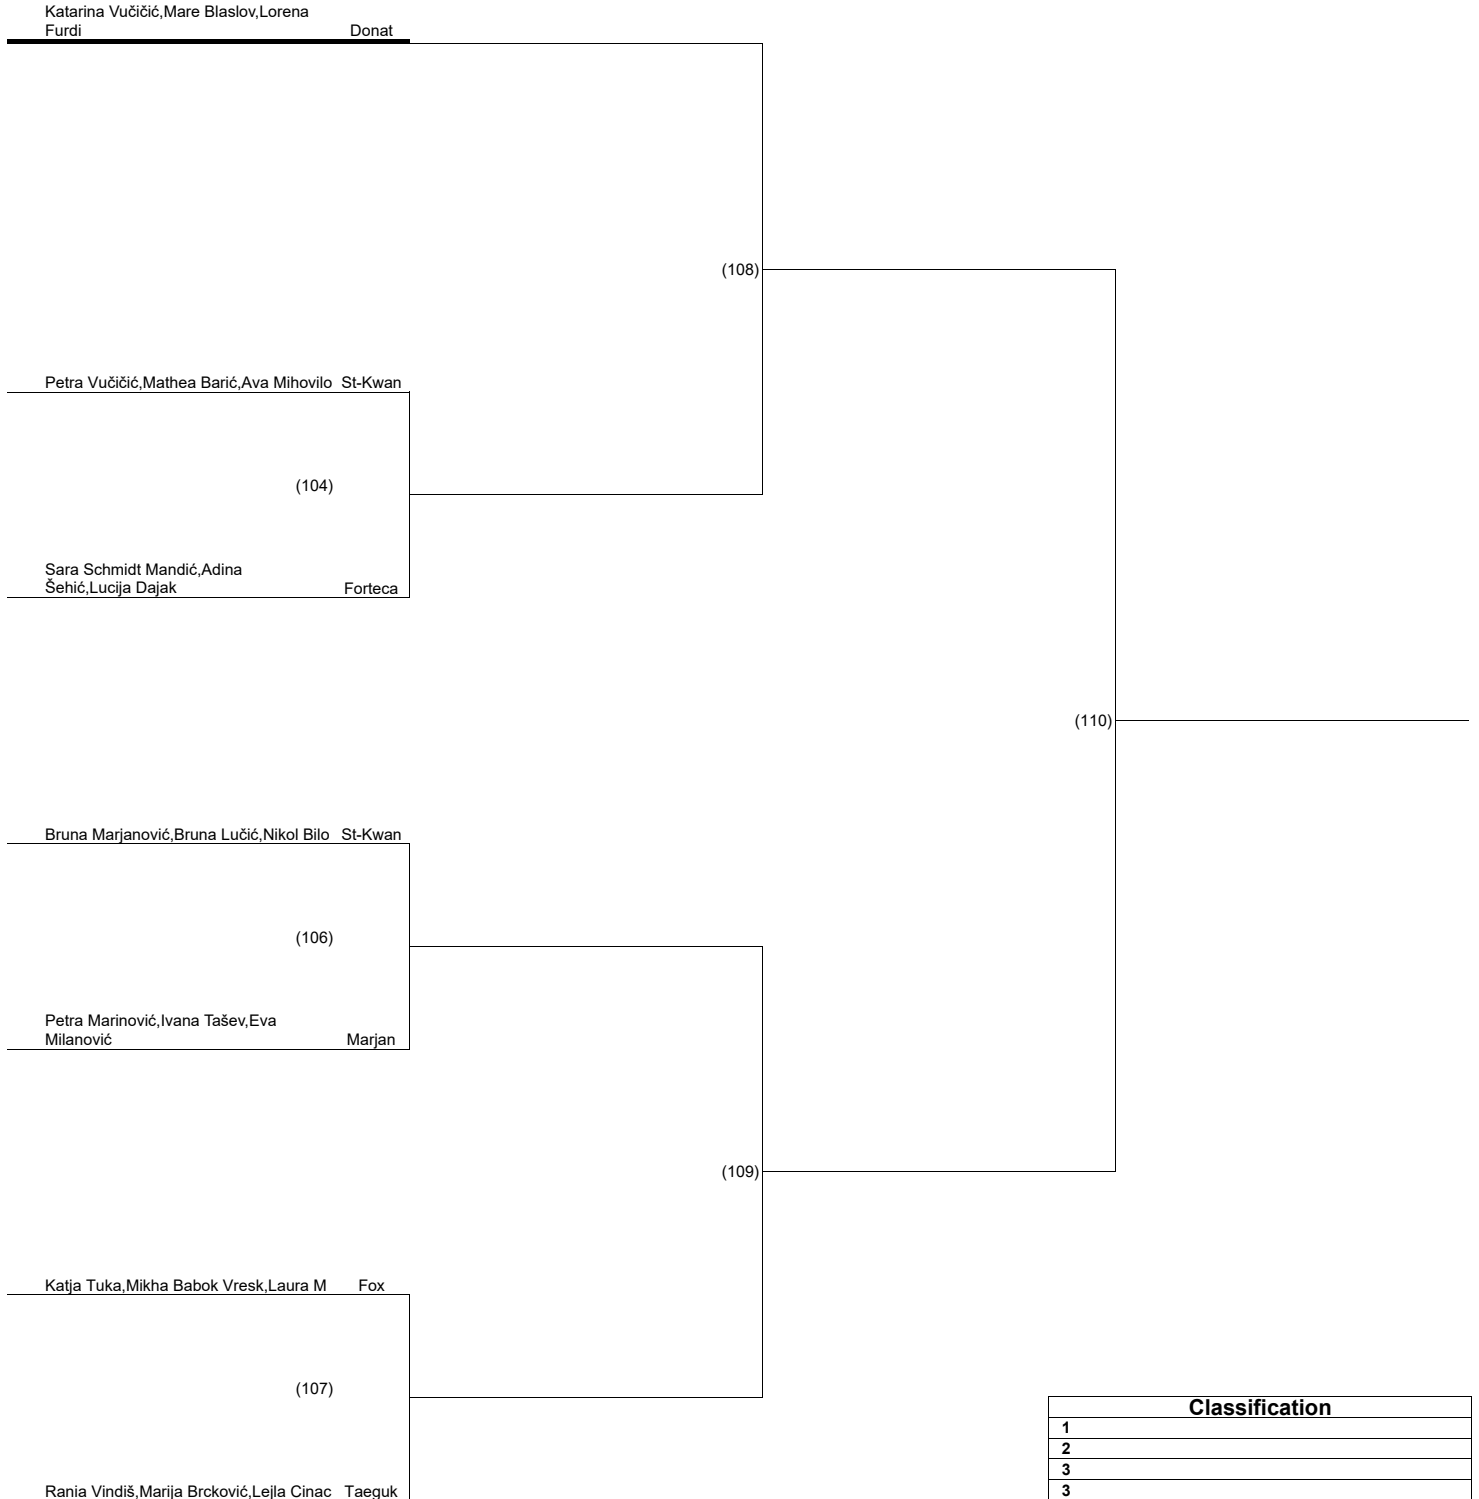 Katarina Vučičić,Mare Blaslov,Lorena
Furdi Donat
(108)
Petra Vučičić,Mathea Barić,Ava Mihovilo St-Kwan
(104)
Sara Schmidt Mandić,Adina
Šehić,Lucija Dajak Forteca
(110)
Bruna Marjanović,Bruna Lučić,Nikol Bilo St-Kwan
(106)
Petra Marinović,Ivana Tašev,Eva
Milanović Marjan
(109)
Katja Tuka,Mikha Babok Vresk,Laura M Fox
(107)
Rania Vindiš,Marija Brcković,Lejla Cinac Taeguk
Classification
1
2
3
3